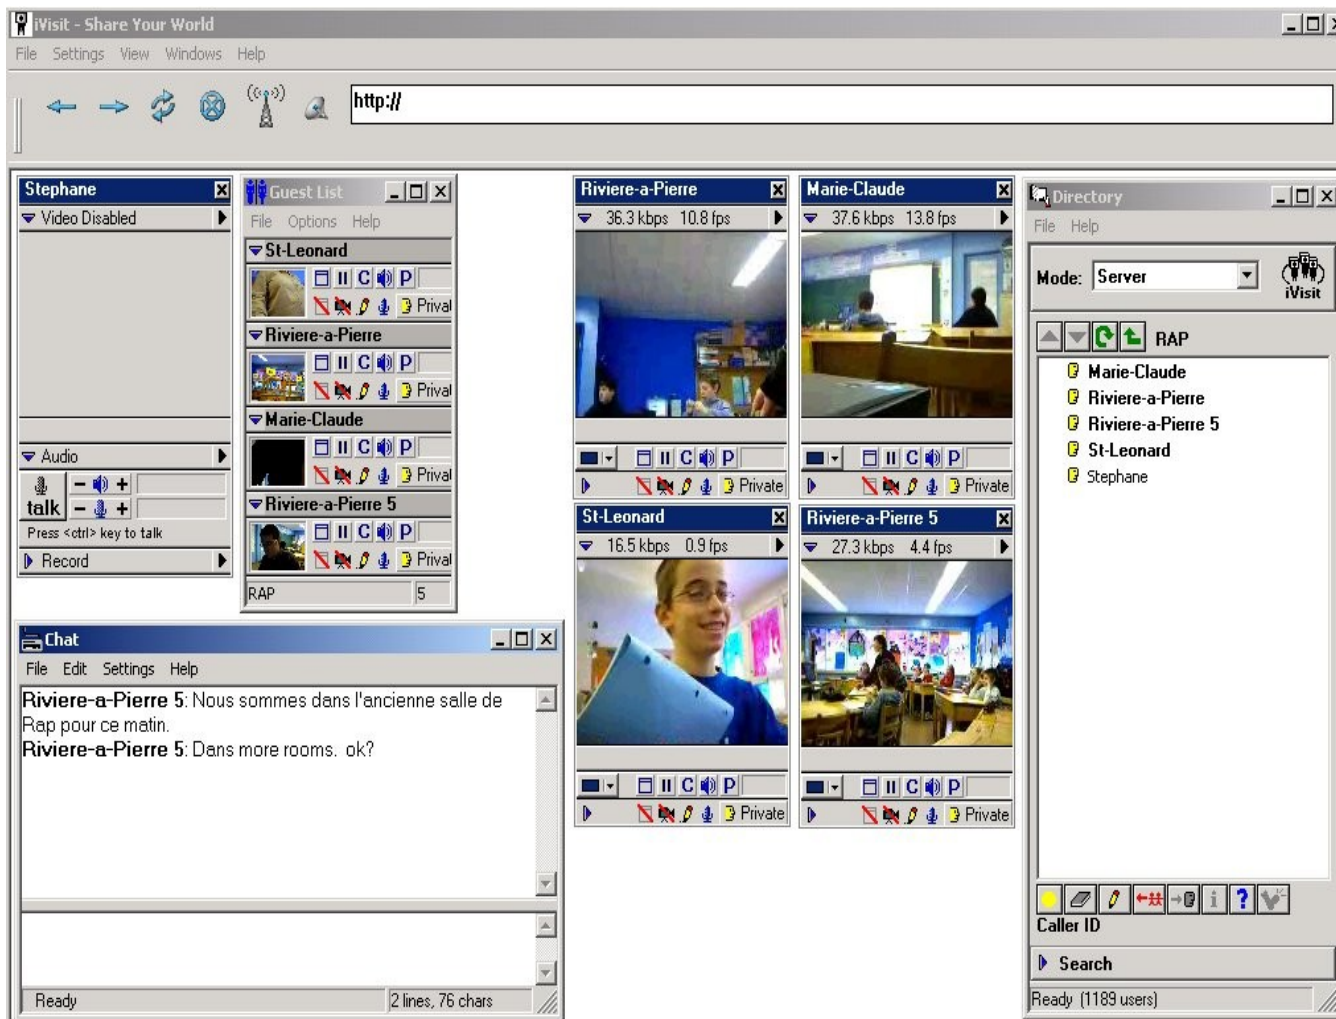 iVisit - Share Your World
File Settings View Windows Help
http://
Stephane
Video Disabled
Audio
talk
Press <ctrl> key to talk
Record
Guest List
File Options Help
St-Leonard
C P
Privat
Riviere-a-Pierre
C P
Privat
Marie-Claude
C P
Privat
Riviere-a-Pierre 5
C P
Privat
RAP 5
Riviere-a-Pierre
36.3 kbps 10.8 fps
C P
Private
Marie-Claude
37.6 kbps 13.8 fps
C P
Private
St-Leonard
16.5 kbps 0.9 fps
C P
Private
Riviere-a-Pierre 5
27.3 kbps 4.4 fps
C P
Private
Chat
File Edit Settings Help
Riviere-a-Pierre 5: Nous sommes dans l'ancienne salle de
Rap pour ce matin.
Riviere-a-Pierre 5: Dans more rooms. ok?
Ready 2 lines, 76 chars
Directory
File Help
Mode: Server
iVisit
RAP
Marie-Claude
Riviere-a-Pierre
Riviere-a-Pierre 5
St-Leonard
Stephane
Caller ID
Search
Ready (1189 users)